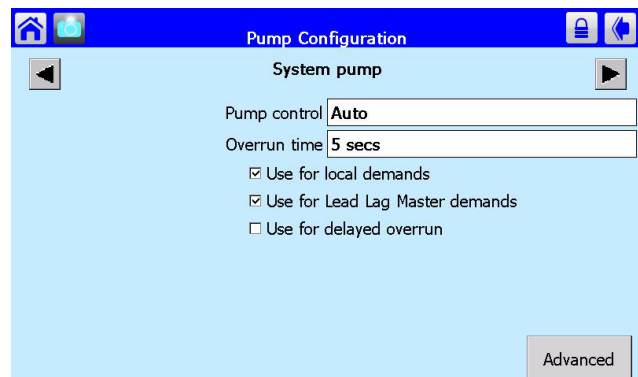 Pump Configuration
System pump
Pump control Auto
Overrun time 5 secs
Use for local demands
Use for Lead Lag Master demands
Use for delayed overrun
Advanced